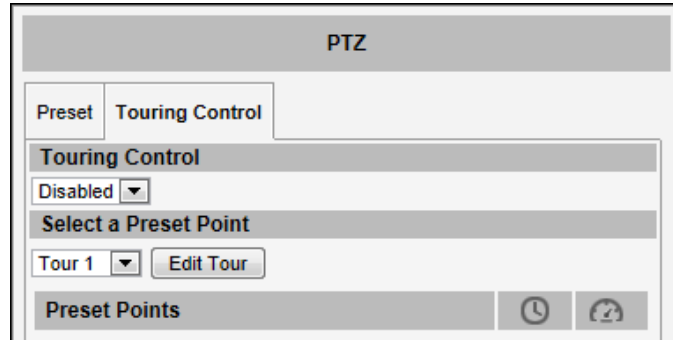 PTZ
Preset Touring Control
Touring Control
Disabled
Select a Preset Point
Tour 1 Edit Tour
Preset Points